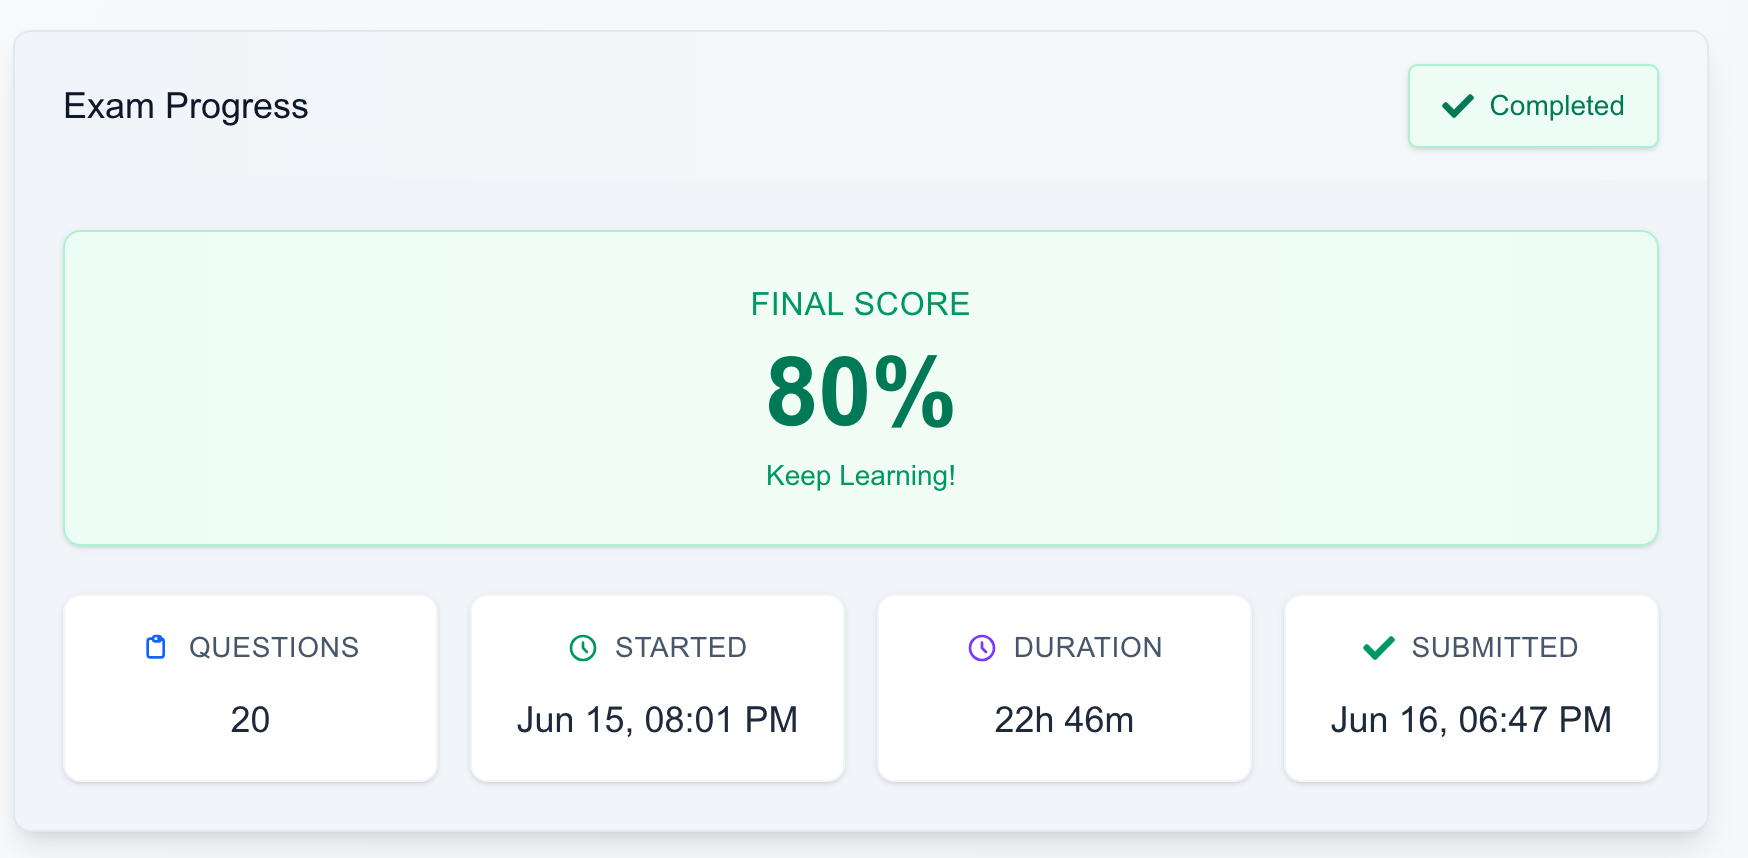 Exam Progress
Completed
FINAL SCORE
80%
Keep Learning!
QUESTIONS
20
STARTED
Jun 15, 08:01 PM
DURATION
22h 46m
SUBMITTED
Jun 16, 06:47 PM